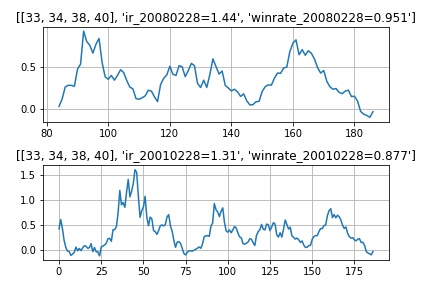 [[33, 34, 38, 40], 'ir_20080228=1.44', 'winrate_20080228=0.951']
0.5
0.0
80 100 120 140 160 180
[[33, 34, 38, 40], 'ir_20010228=1.31', 'winrate_20010228=0.877']
1.5
1.0
0.5
0.0
0 25 50 75 100 125 150 175